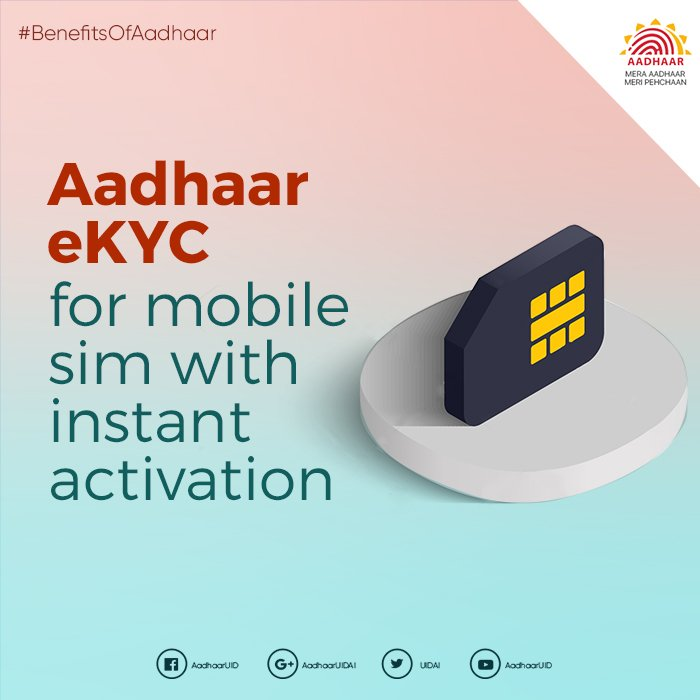 #BenefitsOfAadhaar
AADHAAR
MERA AADHAAR
MERI PEHCHAAN
Aadhaar
eKYC
for mobile
sim with
instant
activation
AadhaarUID
G+ AadhaarUIDAI
UIDAI
AadhaarUID